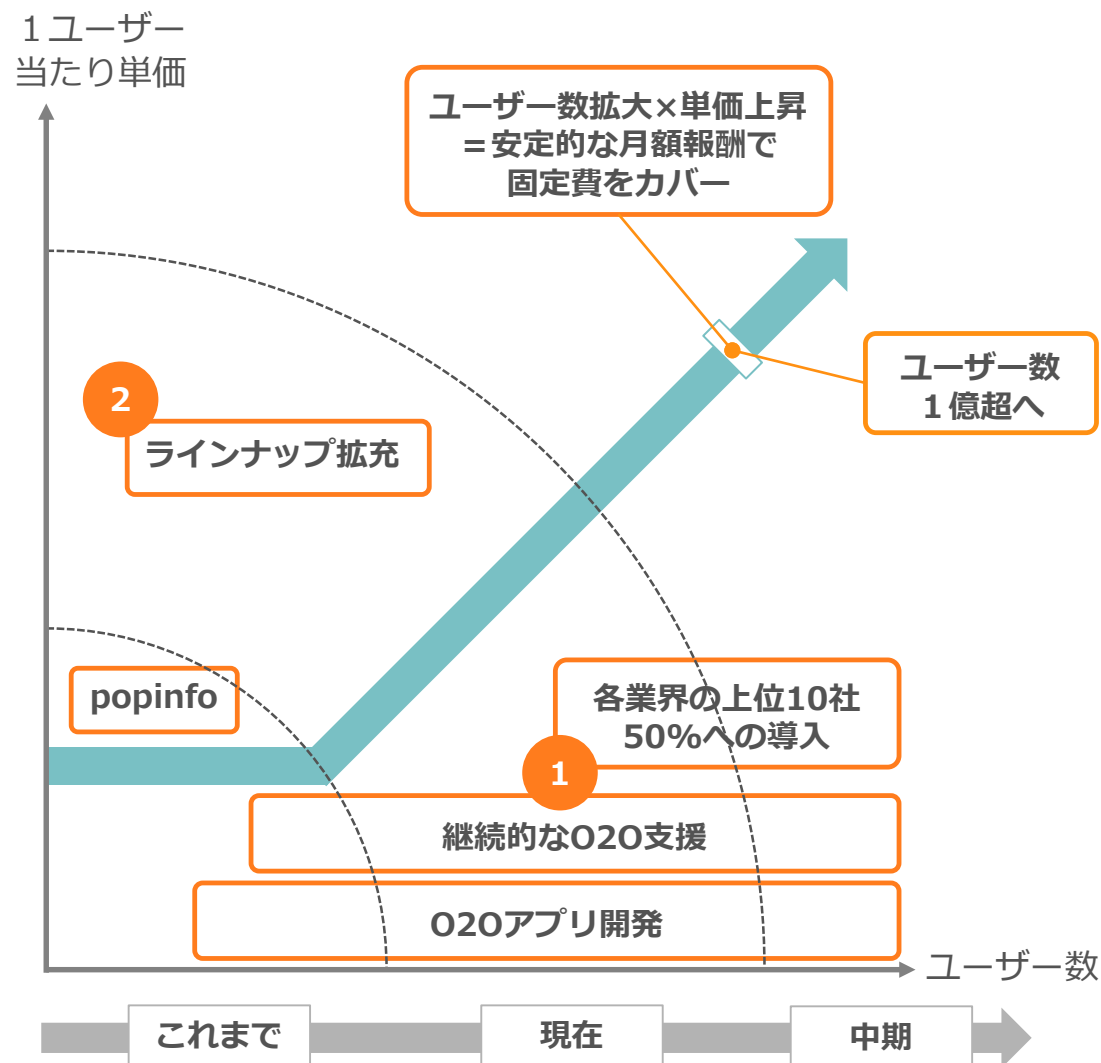 １ユーザー
当たり単価
ユーザー数拡大×単価上昇
＝安定的な月額報酬で
固定費をカバー
ユーザー数
１億超へ
2
ラインナップ拡充
popinfo
各業界の上位10社
50%への導入
1
継続的なO2O支援
O2Oアプリ開発
ユーザー数
これまで
現在
中期